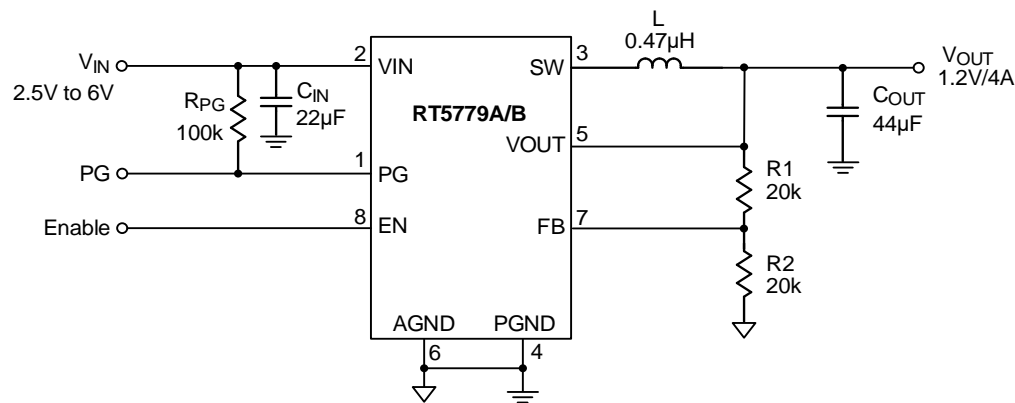 L
0.47µH
VIN
2.5V to 6V
2
VIN
3
SW
VOUT
1.2V/4A
RPG
100k
CIN
22µF
RT5779A/B
COUT
44µF
5
VOUT
PG
1
PG
R1
20k
Enable
8
EN
7
FB
R2
20k
AGND
PGND
6
4